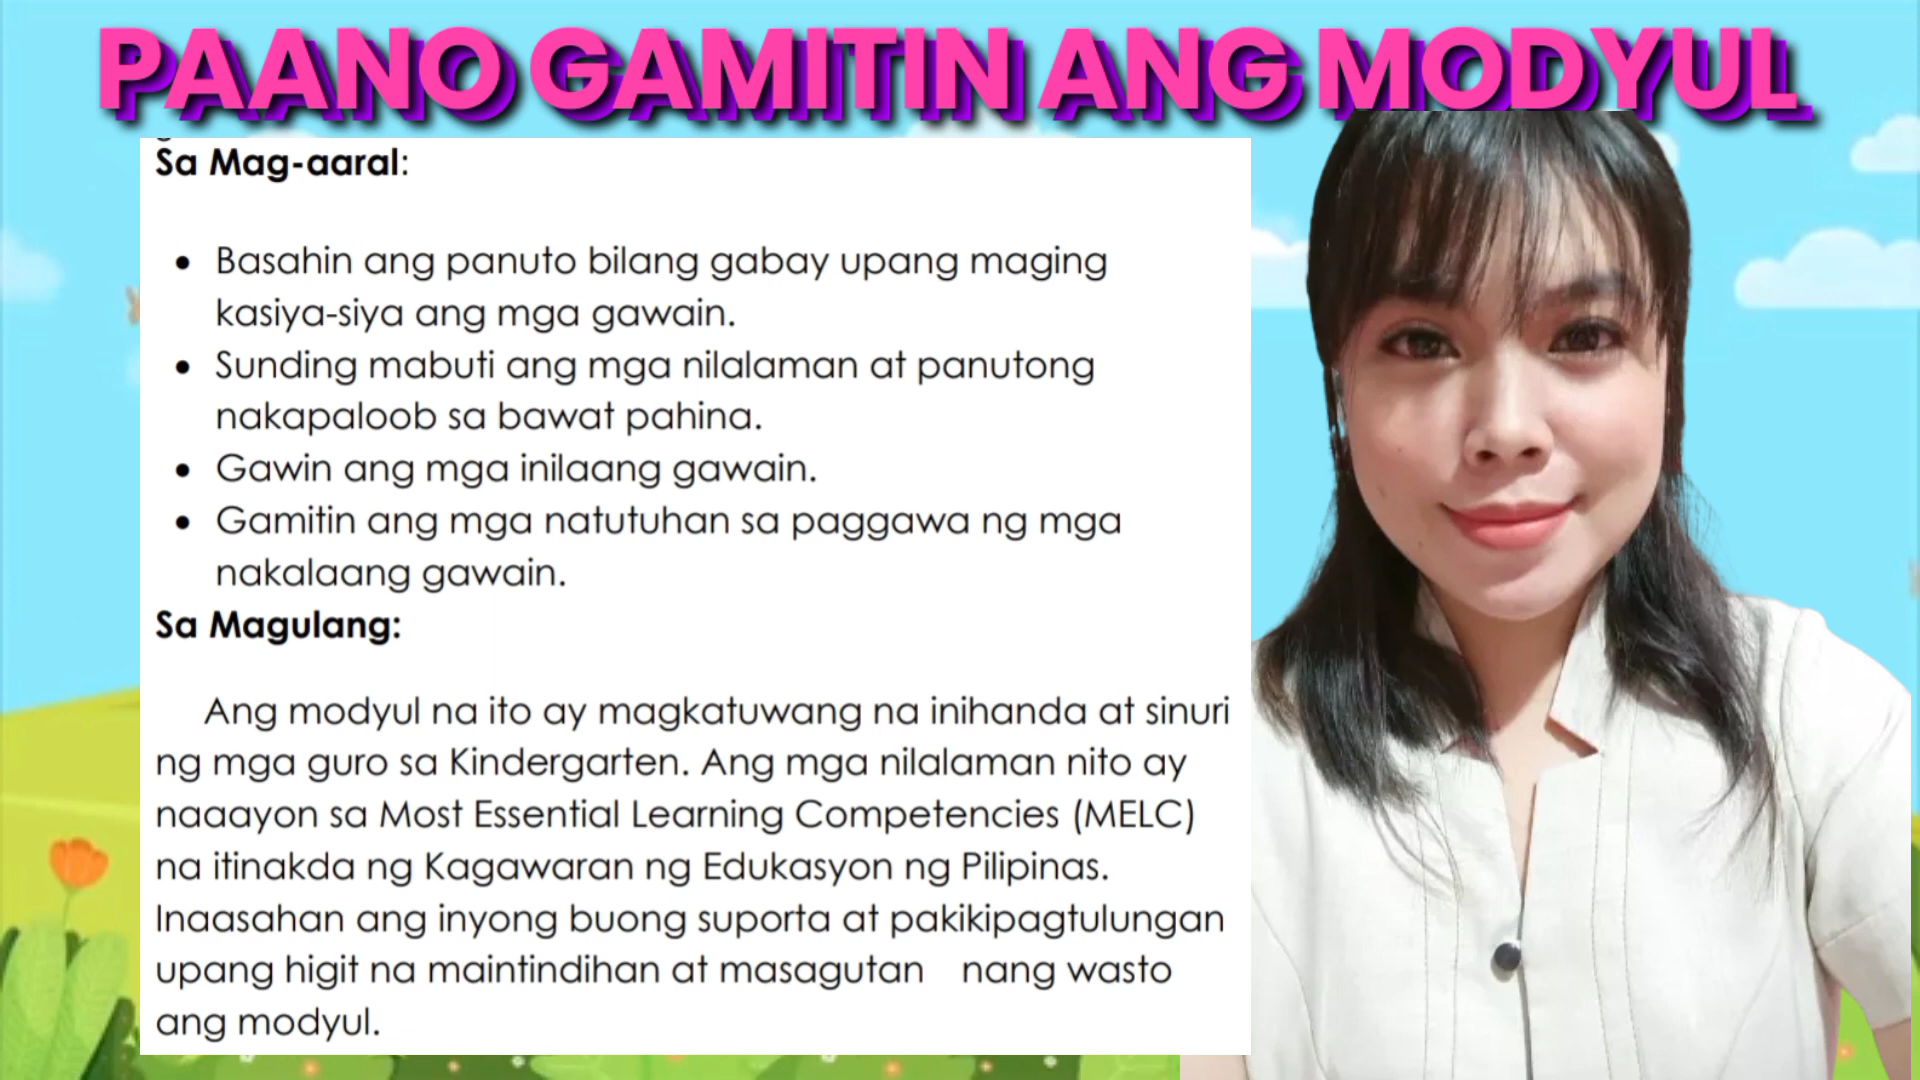 PAANO GAMITIN ANG MODYUL
Sa Mag-aaral:
• Basahin ang panuto bilang gabay upang maging
kasiya-siya ang mga gawain.
• Sunding mabuti ang mga nilalaman at panutong
nakapaloob sa bawat pahina.
• Gawin ang mga inilaang gawain.
• Gamitin ang mga natutuhan sa paggawa ng mga
nakalaang gawain.
Sa Magulang:
Ang modyul na ito ay magkatuwang na inihanda at sinuri
ng mga guro sa Kindergarten. Ang mga nilalaman nito ay
naaayon sa Most Essential Learning Competencies (MELC)
na itinakda ng Kagawaran ng Edukasyon ng Pilipinas.
Inaasahan ang inyong buong suporta at pakikipagtulungan
upang higit na maintindihan at masagutan nang wasto
ang modyul.